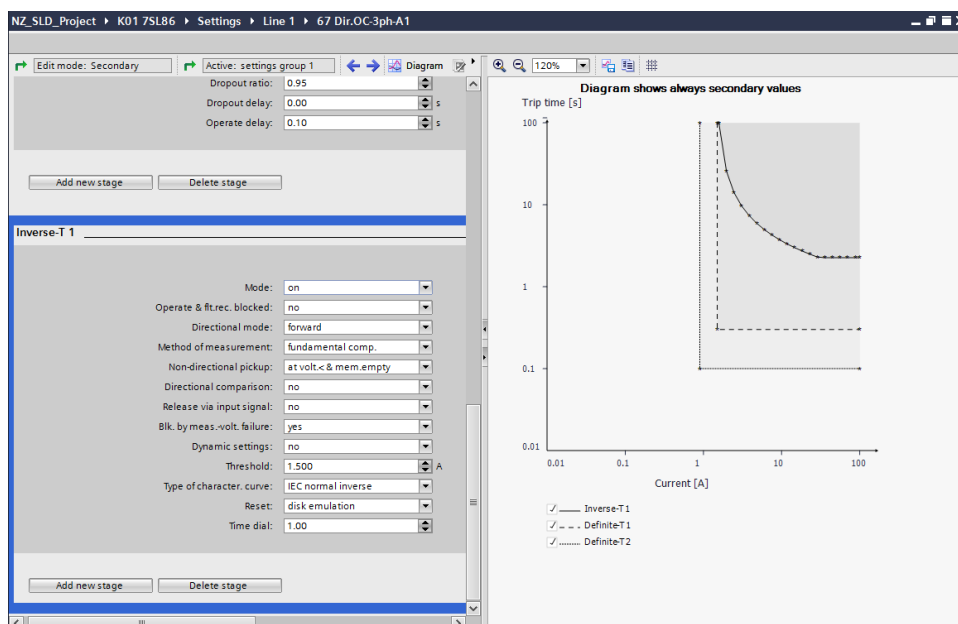 NZ_SLD_Project ▸ K01 7SL86 ▸ Settings ▸ Line 1 ▸ 67 Dir.OC-3ph-A1
Edit mode: Secondary
Active: settings group 1
Diagram
120%
Dropout ratio: 0.95
Dropout delay: 0.00 s
Operate delay: 0.10 s
Add new stage
Delete stage
Inverse-T 1
Mode: on
Operate & flt.rec. blocked: no
Directional mode: forward
Method of measurement: fundamental comp.
Non-directional pickup: at volt.< & mem.empty
Directional comparison: no
Release via input signal: no
Blk. by meas.-volt. failure: yes
Dynamic settings: no
Threshold: 1.500 A
Type of character. curve: IEC normal inverse
Reset: disk emulation
Time dial: 1.00
Add new stage
Delete stage
Diagram shows always secondary values
Trip time [s]
100
10
1
0.1
0.01
0.01 0.1 1 10 100
Current [A]
Inverse-T1
Definite-T1
Definite-T2